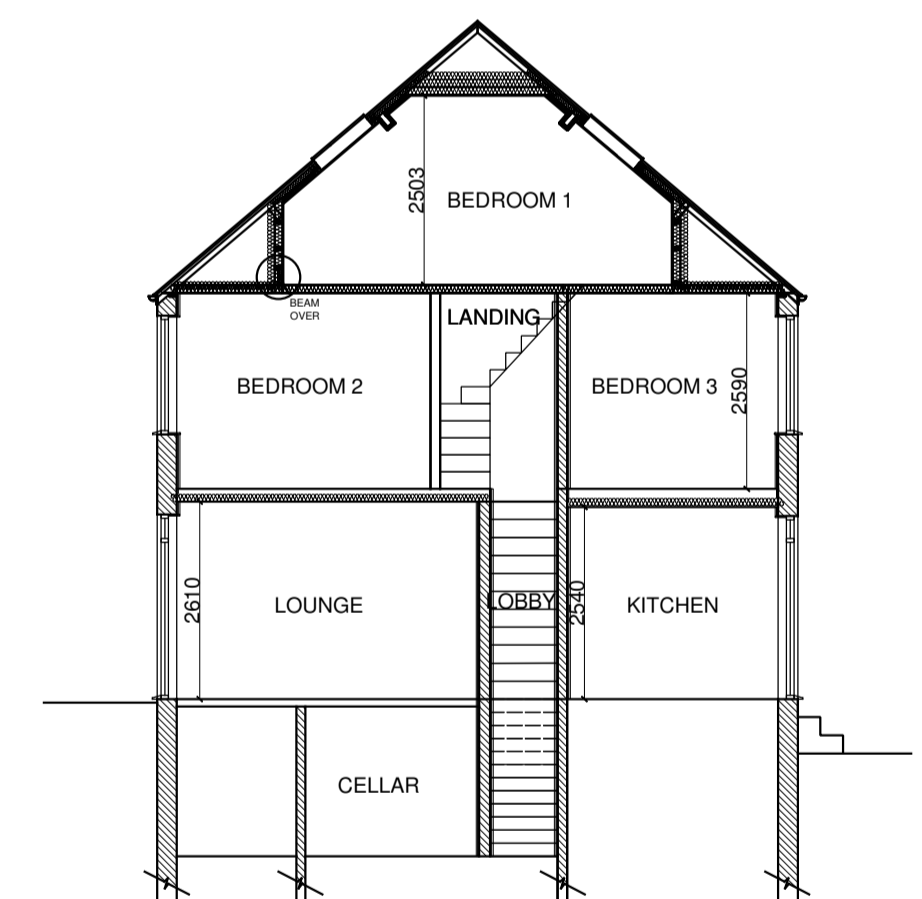 2503
BEDROOM 1
BEAM
OVER
LANDING
BEDROOM 2
BEDROOM 3
2590
2610
LOUNGE
LOBBY
2540
KITCHEN
CELLAR